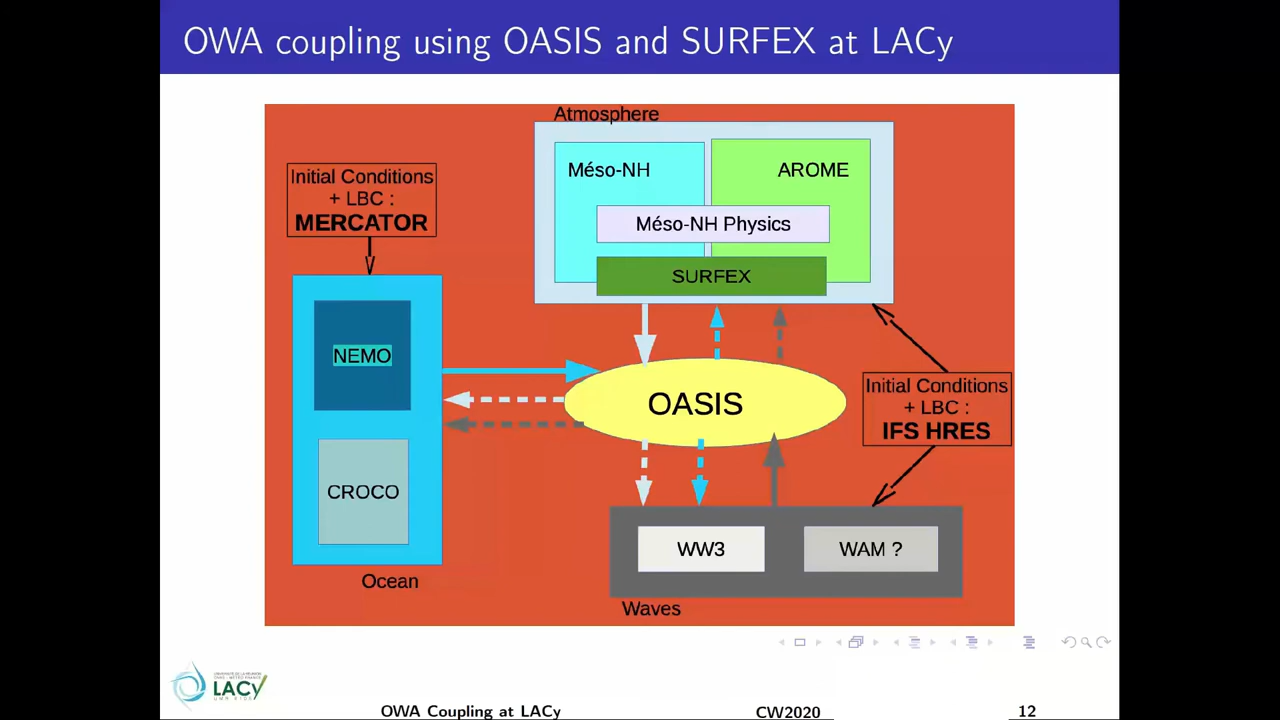 OWA coupling using OASIS and SURFEX at LACy
Atmosphere
Méso-NH
AROME
Méso-NH Physics
SURFEX
Initial Conditions
+ LBC :
MERCATOR
NEMO
CROCO
Ocean
OASIS
Initial Conditions
+ LBC :
IFS HRES
WW3
WAM ?
Waves
LACy
OWA Coupling at LACy
CW2020
12